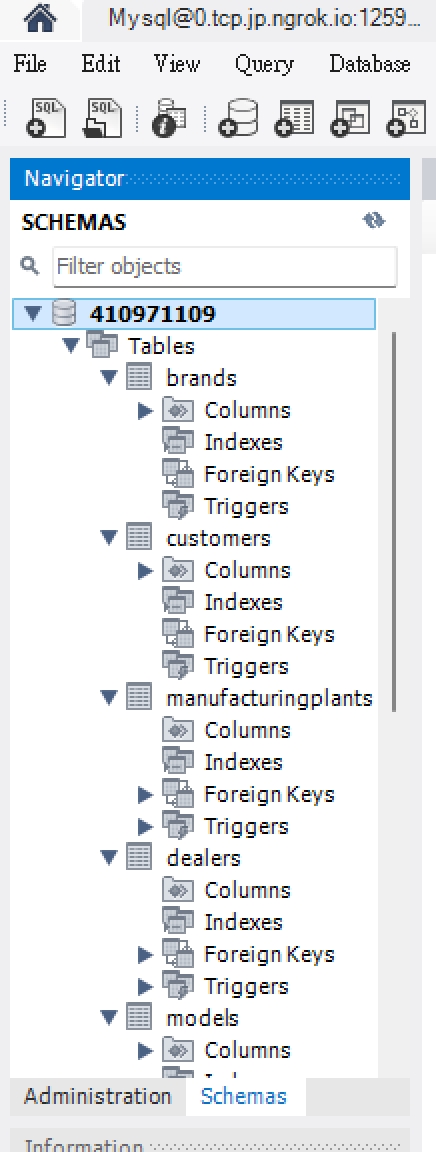 Mysql@0.tcp.jp.ngrok.io:1259...
File Edit View Query Database
SQL SQL
Navigator
SCHEMAS
Filter objects
410971109
Tables
brands
Columns
Indexes
Foreign Keys
Triggers
customers
Columns
Indexes
Foreign Keys
Triggers
manufacturingplants
Columns
Indexes
Foreign Keys
Triggers
dealers
Columns
Indexes
Foreign Keys
Triggers
models
Columns
Administration Schemas
Information